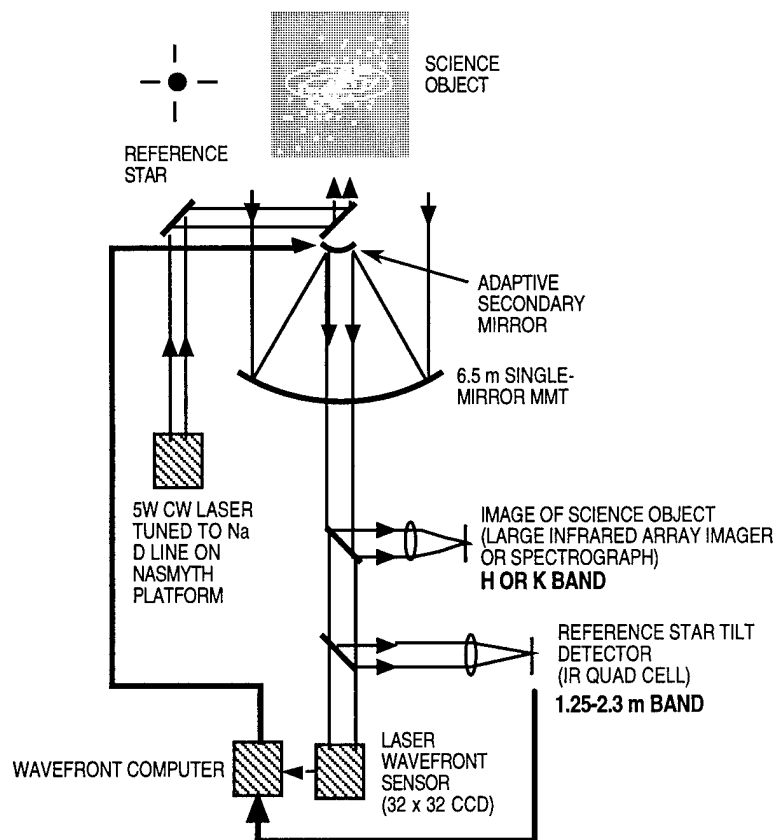 SCIENCE
OBJECT
REFERENCE
STAR
ADAPTIVE
SECONDARY
MIRROR
6.5 m SINGLE-
MIRROR MMT
5W CW LASER
TUNED TO Na
D LINE ON
NASMYTH
PLATFORM
IMAGE OF SCIENCE OBJECT
(LARGE INFRARED ARRAY IMAGER
OR SPECTROGRAPH)
H OR K BAND
REFERENCE STAR TILT
DETECTOR
(IR QUAD CELL)
1.25-2.3 m BAND
WAVEFRONT COMPUTER
LASER
WAVEFRONT
SENSOR
(32 x 32 CCD)